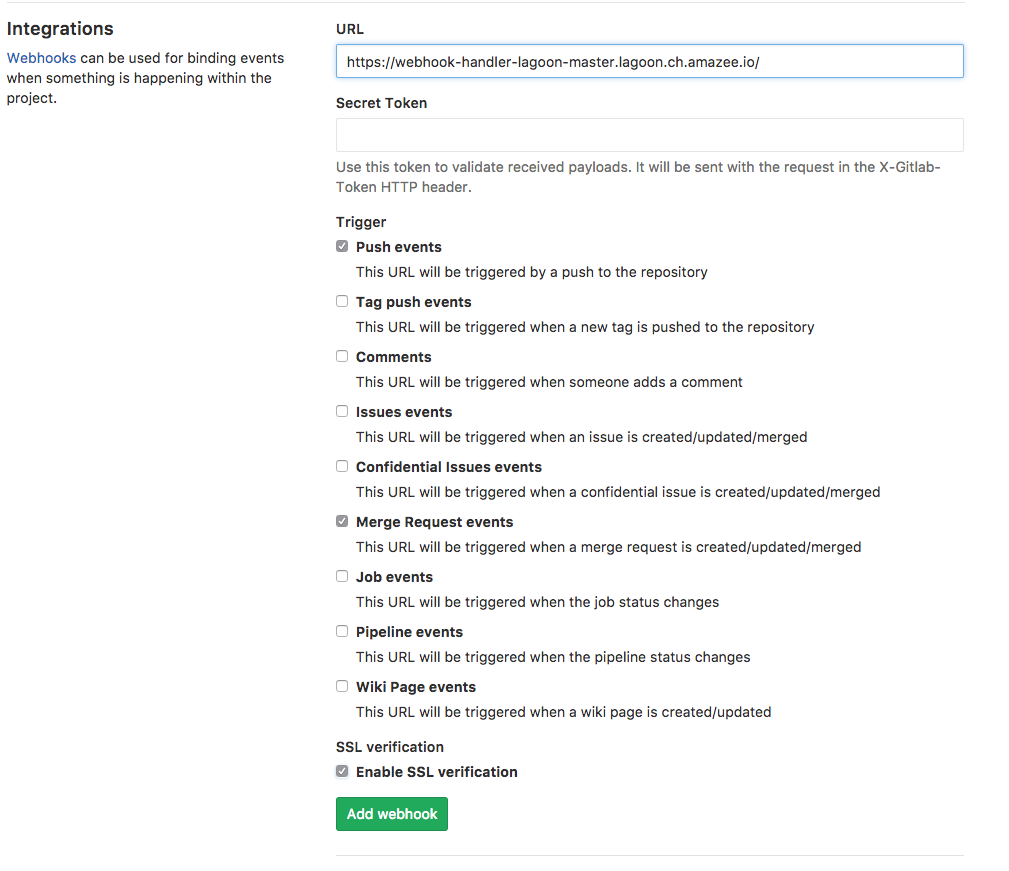 Integrations
Webhooks can be used for binding events
when something is happening within the
project.
URL
https://webhook-handler-lagoon-master.lagoon.ch.amazee.io/
Secret Token
Use this token to validate received payloads. It will be sent with the request in the X-Gitlab-
Token HTTP header.
Trigger
Push events
This URL will be triggered by a push to the repository
Tag push events
This URL will be triggered when a new tag is pushed to the repository
Comments
This URL will be triggered when someone adds a comment
Issues events
This URL will be triggered when an issue is created/updated/merged
Confidential Issues events
This URL will be triggered when a confidential issue is created/updated/merged
Merge Request events
This URL will be triggered when a merge request is created/updated/merged
Job events
This URL will be triggered when the job status changes
Pipeline events
This URL will be triggered when the pipeline status changes
Wiki Page events
This URL will be triggered when a wiki page is created/updated
SSL verification
Enable SSL verification
Add webhook